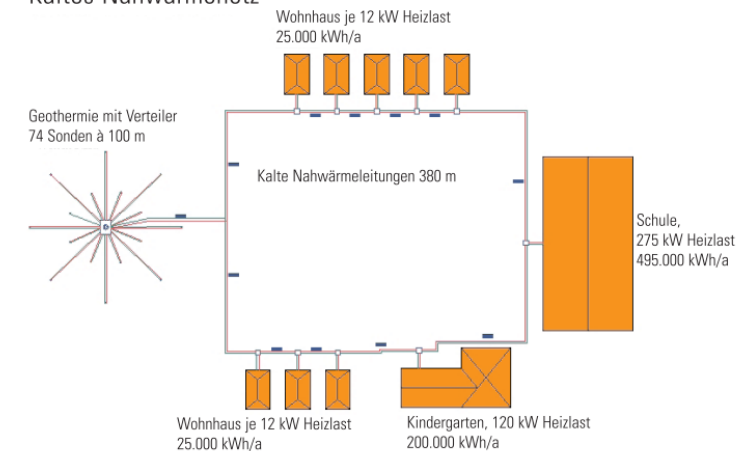 Kaltes Nahwärmenetz
Wohnhaus je 12 kW Heizlast
25.000 kWh/a
Geothermie mit Verteiler
74 Sonden à 100 m
Kalte Nahwärmeleitungen 380 m
Schule,
275 kW Heizlast
495.000 kWh/a
Wohnhaus je 12 kW Heizlast
25.000 kWh/a
Kindergarten, 120 kW Heizlast
200.000 kWh/a